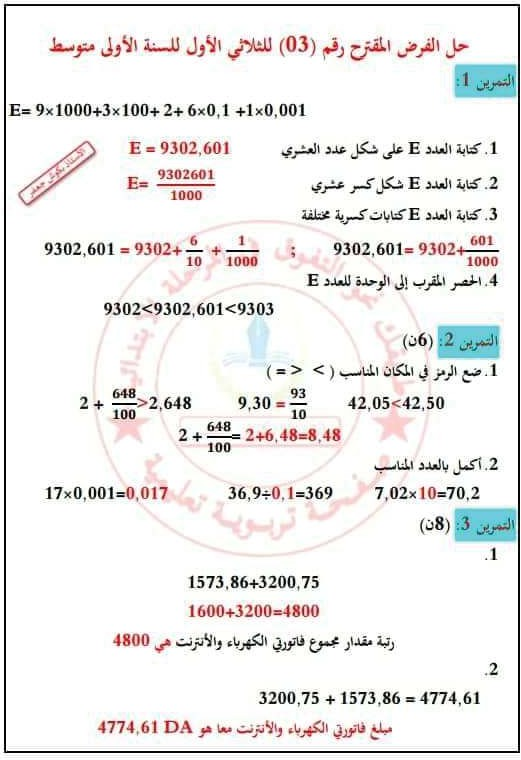 حل الفرض المقترح رقم (03) للثلاثي الأول للسنة الأولى متوسط
التمرين 1:
E= 9×1000+3×100+ 2+ 6×0,1 +1×0,001
1. كتابة العدد E على شكل عدد العشري E = 9302,601
الأستاذ بكوش جعفر
2. كتابة العدد E شكل كسر عشري E= 9302601/1000
3. كتابة العدد E كتابات كسرية مختلفة
9302,601 = 9302+ 6/10 + 1/1000 ; 9302,601= 9302+ 601/1000
4. الحصر المقرب إلى الوحدة للعدد E
9302<9302,601<9303
التمرين 2: (6ن)
1. ضع الرمز في المكان المناسب ( > < = )
2 + 648/100 >2,648 9,30 = 93/10 42,05<42,50
2 + 648/100 = 2+6,48=8,48
2. أكمل بالعدد المناسب
17×0,001=0,017 36,9÷0,1=369 7,02×10=70,2
التمرين 3: (8ن)
1.
1573,86+3200,75
1600+3200=4800
رتبة مقدار مجموع فاتورتي الكهرباء والأنترنت هي 4800
2.
3200,75 + 1573,86 = 4774,61
مبلغ فاتورتي الكهرباء والأنترنت معا هو 4774,61 DA
صفحة تربوية تعليمية